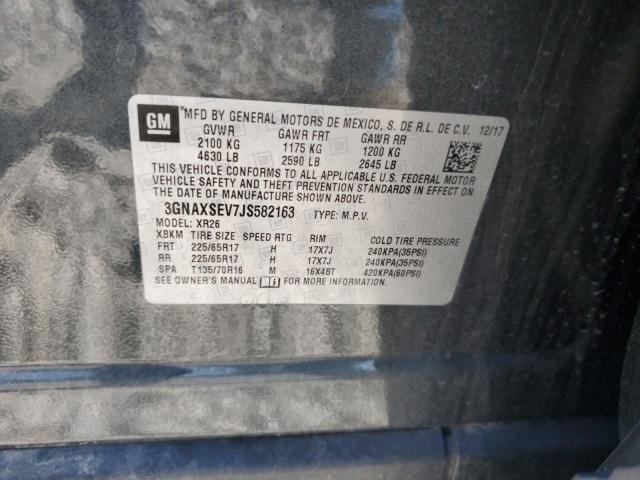 GM
MFD BY GENERAL MOTORS DE MEXICO, S. DE R.L. DE C.V. 12/17
GVWR GAWR FRT GAWR RR
2100 KG 1175 KG 1200 KG
4630 LB 2590 LB 2645 LB
THIS VEHICLE CONFORMS TO ALL APPLICABLE U.S. FEDERAL MOTOR
VEHICLE SAFETY AND THEFT PREVENTION STANDARDS IN EFFECT ON
THE DATE OF MANUFACTURE SHOWN ABOVE.
3GNAXSEV7JS582163 TYPE: M.P.V.
MODEL: XR26
XBKM TIRE SIZE SPEED RTG RIM COLD TIRE PRESSURE
FRT 225/65R17 H 17X7J 240KPA(35PSI)
RR 225/65R17 H 17X7J 240KPA(35PSI)
SPA T135/70R16 M 16X4BT 420KPA(60PSI)
SEE OWNER'S MANUAL i FOR MORE INFORMATION.